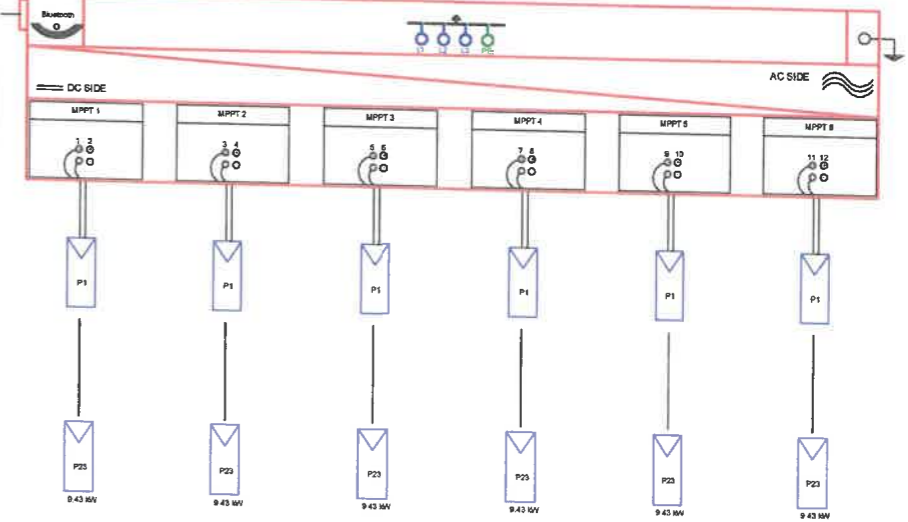 Bluetooth
L1 L2 L3 PE
AC SIDE
DC SIDE
MPPT 1 MPPT 2 MPPT 3 MPPT 4 MPPT 5 MPPT 6
1 2 3 4 5 6 7 8 9 10 11 12
P1 P1 P1 P1 P1 P1
P23 P23 P23 P23 P23 P23
9.43 kW 9.43 kW 9.43 kW 9.43 kW 9.43 kW 9.43 kW